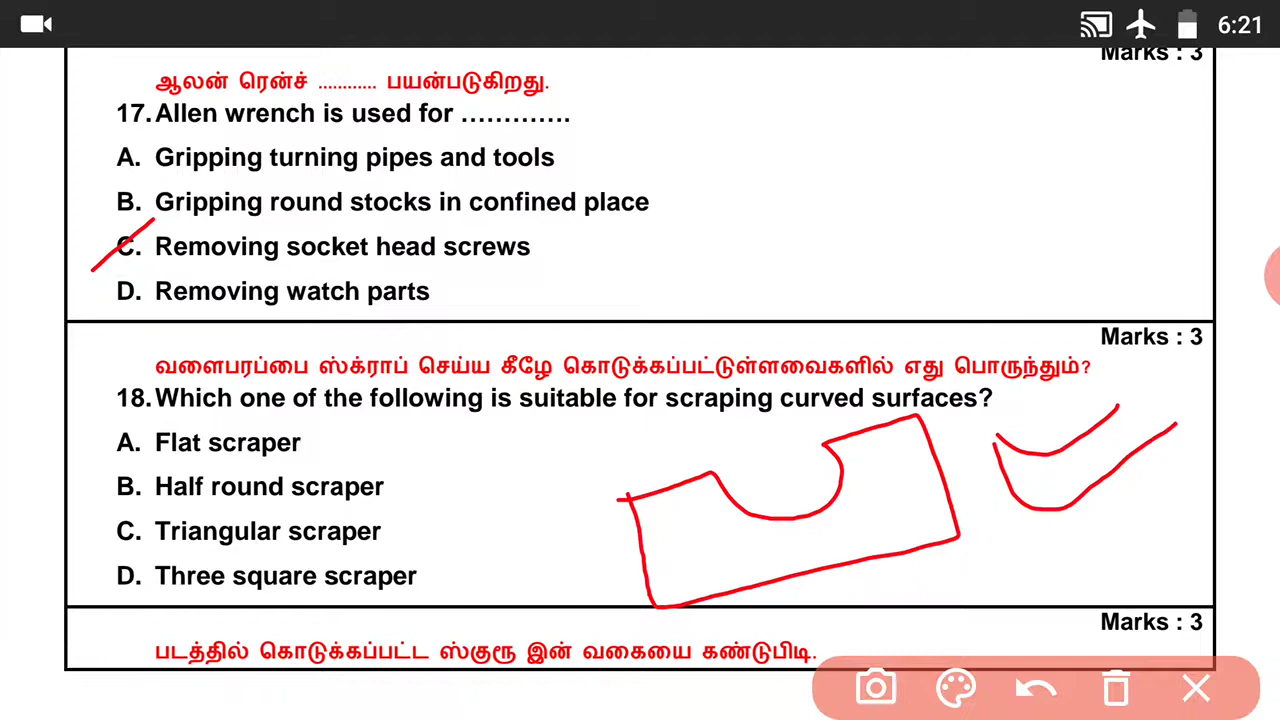 6:21
Marks : 3
ஆலன் ரென்ச் ............ பயன்படுகிறது.
17. Allen wrench is used for ………….
A. Gripping turning pipes and tools
B. Gripping round stocks in confined place
C. Removing socket head screws
D. Removing watch parts
Marks : 3
வளைபரப்பை ஸ்க்ராப் செய்ய கீழே கொடுக்கப்பட்டுள்ளவைகளில் எது பொருந்தும்?
18. Which one of the following is suitable for scraping curved surfaces?
A. Flat scraper
B. Half round scraper
C. Triangular scraper
D. Three square scraper
Marks : 3
படத்தில் கொடுக்கப்பட்ட ஸ்குரூ இன் வகையை கண்டுபிடி.